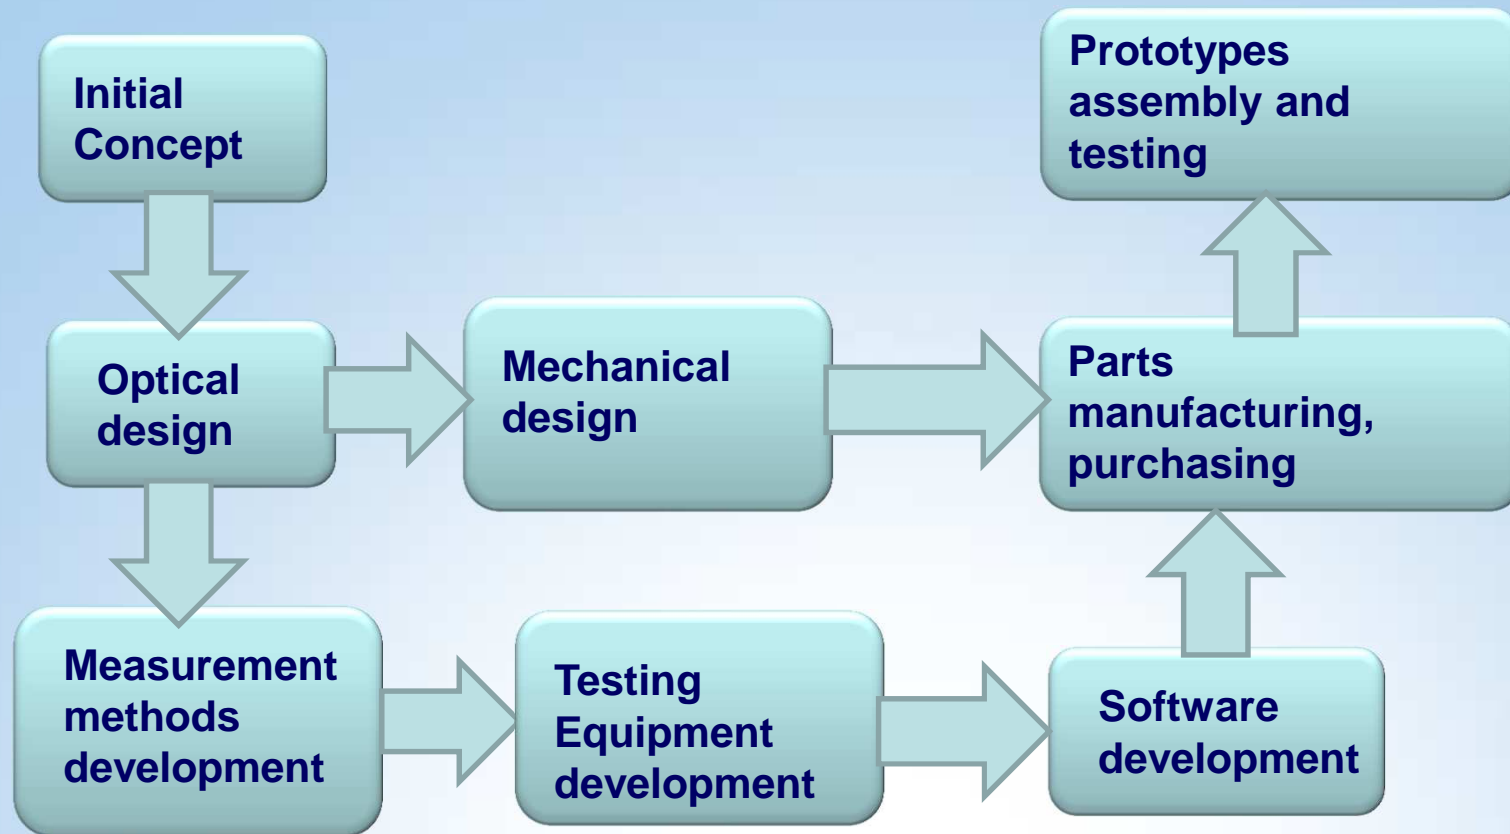 Initial
Concept
Prototypes
assembly and
testing
Optical
design
Mechanical
design
Parts
manufacturing,
purchasing
Measurement
methods
development
Testing
Equipment
development
Software
development